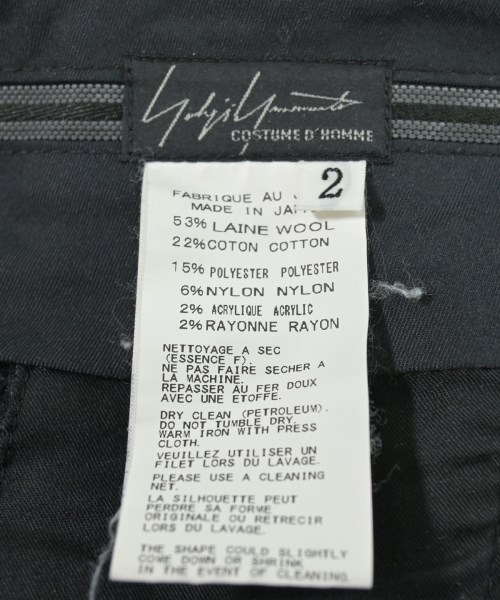 Yohji Yamamoto
COSTUME D'HOMME
2
FABRIQUE AU
MADE IN
53% LAINE WOOL
22% COTON COTTON
15% POLYESTER POLYESTER
6% NYLON NYLON
2% ACRYLIQUE ACRYLIC
2% RAYONNE RAYON
NETTOYAGE A SEC
(ESSENCE F).
NE PAS FAIRE SECHER A
LA MACHINE.
REPASSER AU FER DOUX
AVEC UNE ETOFFE.
DRY CLEAN (PETROLEUM).
DO NOT TUMBLE DRY.
WARM IRON WITH PRESS
CLOTH.
VEUILLEZ UTILISER UN
FILET LORS DU LAVAGE.
PLEASE USE A CLEANING
NET.
LA SILHOUETTE PEUT
PERDRE SA FORME
ORIGINALE OU RETRECIR
LORS DU LAVAGE.
THE SHAPE COULD SLIGHTLY
COME DOWN OR SHRINK
IN THE EVENT OF CLEANING.